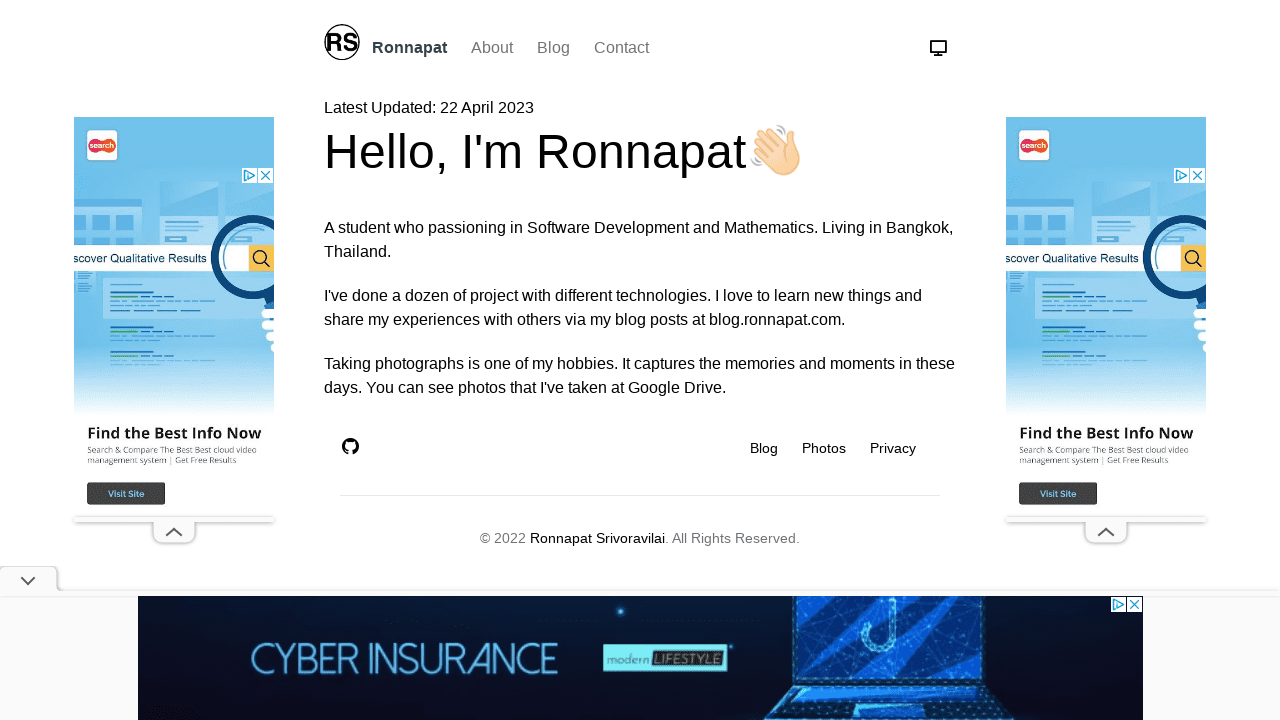 RS
Ronnapat About Blog Contact
Latest Updated: 22 April 2023
Hello, I'm Ronnapat
A student who passioning in Software Development and Mathematics. Living in Bangkok,
Thailand.
I've done a dozen of project with different technologies. I love to learn new things and
share my experiences with others via my blog posts at blog.ronnapat.com.
Taking photographs is one of my hobbies. It captures the memories and moments in these
days. You can see photos that I've taken at Google Drive.
Blog Photos Privacy
© 2022 Ronnapat Srivoravilai. All Rights Reserved.
search
scover Qualitative Results
Find the Best Info Now
Search & Compare The Best Best cloud video
management system | Get Free Results
Visit Site
search
scover Qualitative Results
Find the Best Info Now
Search & Compare The Best Best cloud video
management system | Get Free Results
Visit Site
CYBER INSURANCE
modern LIFESTYLE